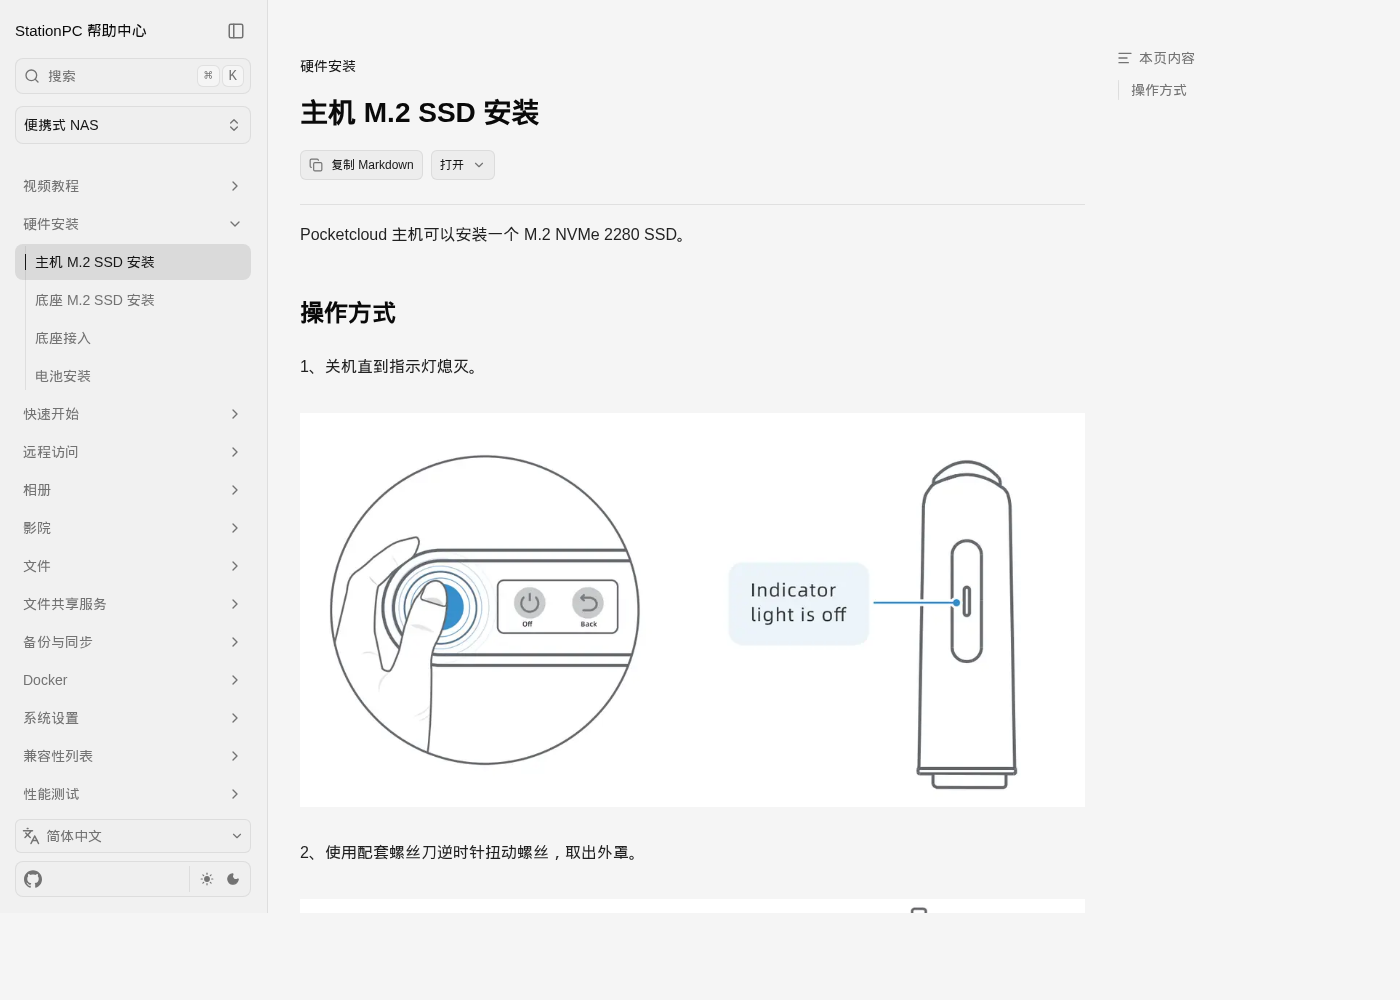 StationPC 帮助中心
搜索
⌘ K
便携式 NAS
视频教程
硬件安装
主机 M.2 SSD 安装
底座 M.2 SSD 安装
底座接入
电池安装
快速开始
远程访问
相册
影院
文件
文件共享服务
备份与同步
Docker
系统设置
兼容性列表
性能测试
简体中文
硬件安装
主机 M.2 SSD 安装
复制 Markdown
打开
Pocketcloud 主机可以安装一个 M.2 NVMe 2280 SSD。
操作方式
1、关机直到指示灯熄灭。
Off
Back
Indicator
light is off
2、使用配套螺丝刀逆时针扭动螺丝，取出外罩。
本页内容
操作方式